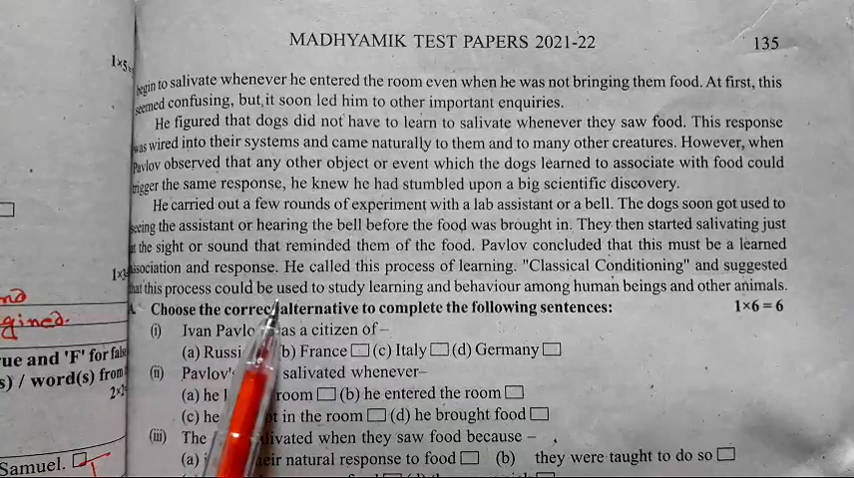 MADHYAMIK TEST PAPERS 2021-22 135
begin to salivate whenever he entered the room even when he was not bringing them food. At first, this
seemed confusing, but it soon led him to other important enquiries.
He figured that dogs did not have to learn to salivate whenever they saw food. This response
was wired into their systems and came naturally to them and to many other creatures. However, when
Pavlov observed that any other object or event which the dogs learned to associate with food could
trigger the same response, he knew he had stumbled upon a big scientific discovery.
He carried out a few rounds of experiment with a lab assistant or a bell. The dogs soon got used to
seeing the assistant or hearing the bell before the food was brought in. They then started salivating just
at the sight or sound that reminded them of the food. Pavlov concluded that this must be a learned
association and response. He called this process of learning. "Classical Conditioning" and suggested
that this process could be used to study learning and behaviour among human beings and other animals.
A. Choose the correct alternative to complete the following sentences: 1×6 = 6
(i) Ivan Pavlo as a citizen of –
(a) Russi b) France (c) Italy (d) Germany
(ii) Pavlov's salivated whenever–
(a) he room (b) he entered the room
(c) he in the room (d) he brought food
(iii) The livated when they saw food because –
(a) eir natural response to food (b) they were taught to do so
1×5
1×3
gined.
rue and 'F' for false
s) / word(s) from
2×2
Samuel.